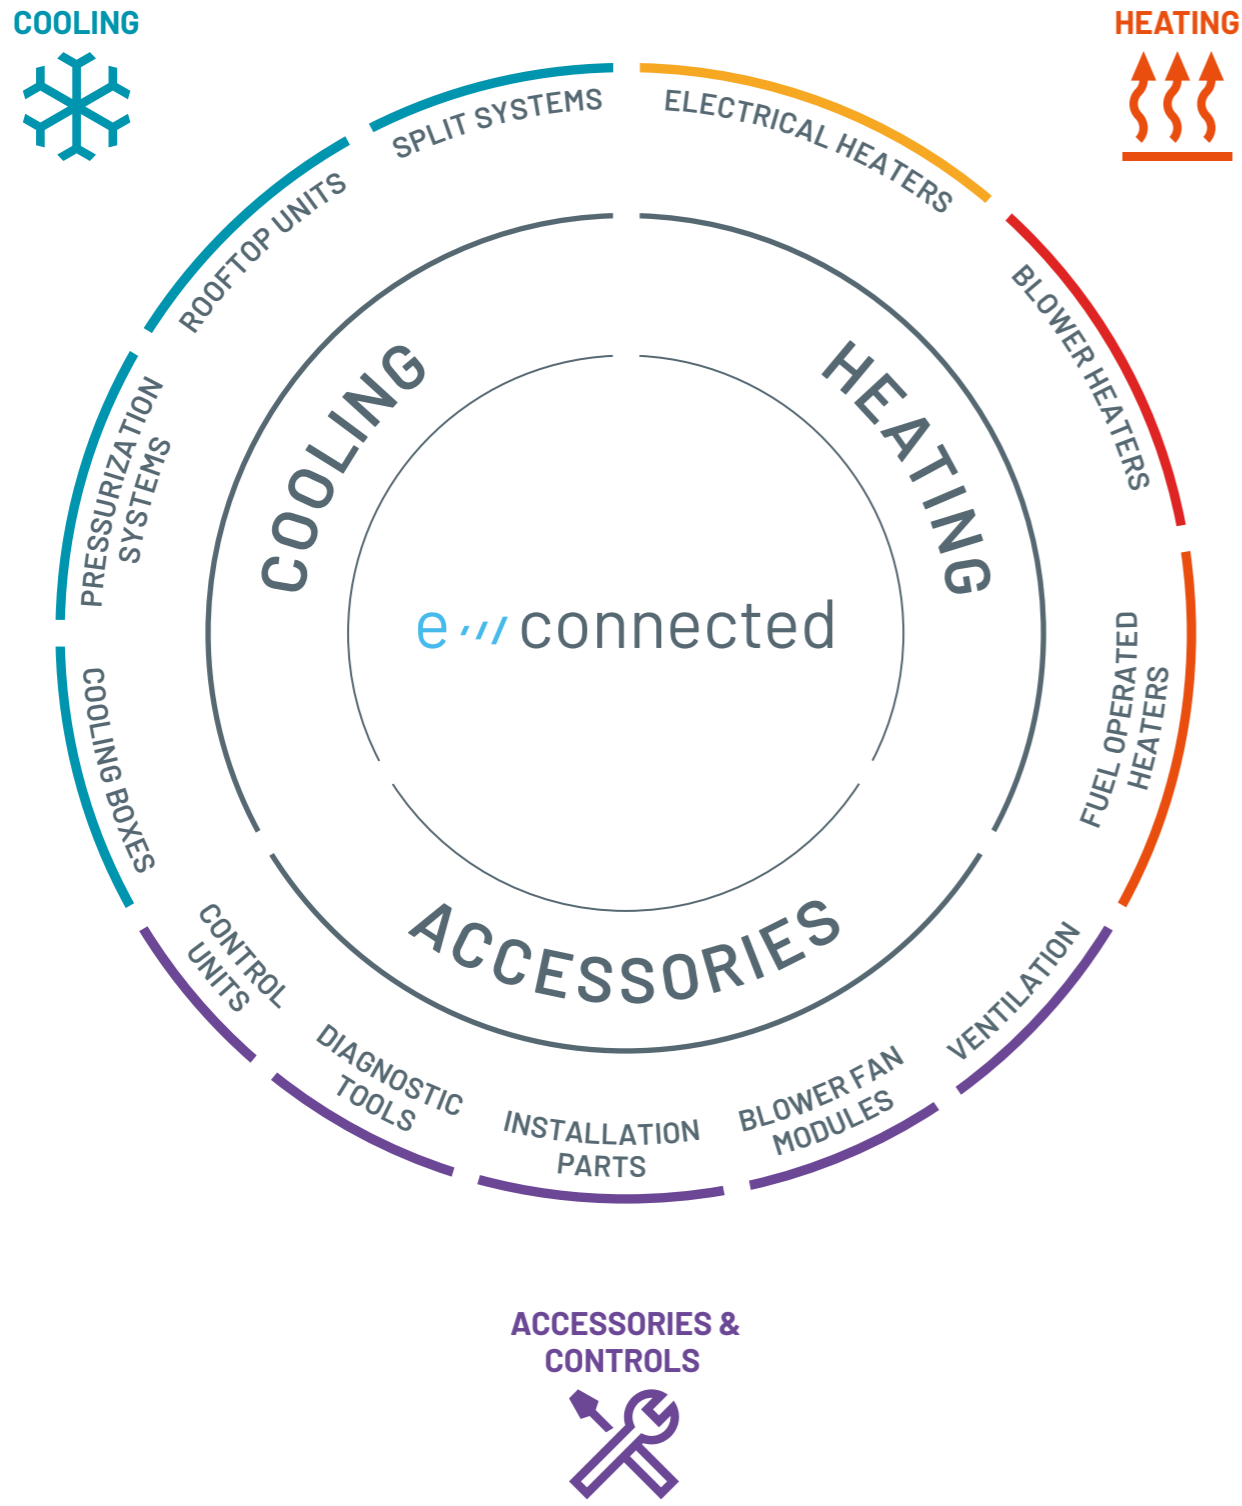 COOLING
HEATING
SPLIT SYSTEMS
ELECTRICAL HEATERS
ROOFTOP UNITS
BLOWER HEATERS
PRESSURIZATION
SYSTEMS
COOLING
HEATING
e connected
FUEL OPERATED
HEATERS
COOLING BOXES
ACCESSORIES
CONTROL
UNITS
DIAGNOSTIC
TOOLS
INSTALLATION
PARTS
BLOWER FAN
MODULES
VENTILATION
ACCESSORIES &
CONTROLS